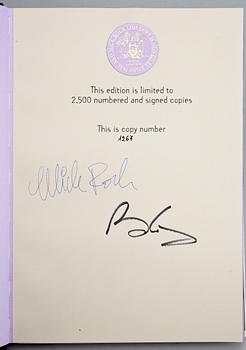 This edition is limited to
2,500 numbered and signed copies
This is copy number
1267
Mick Rock